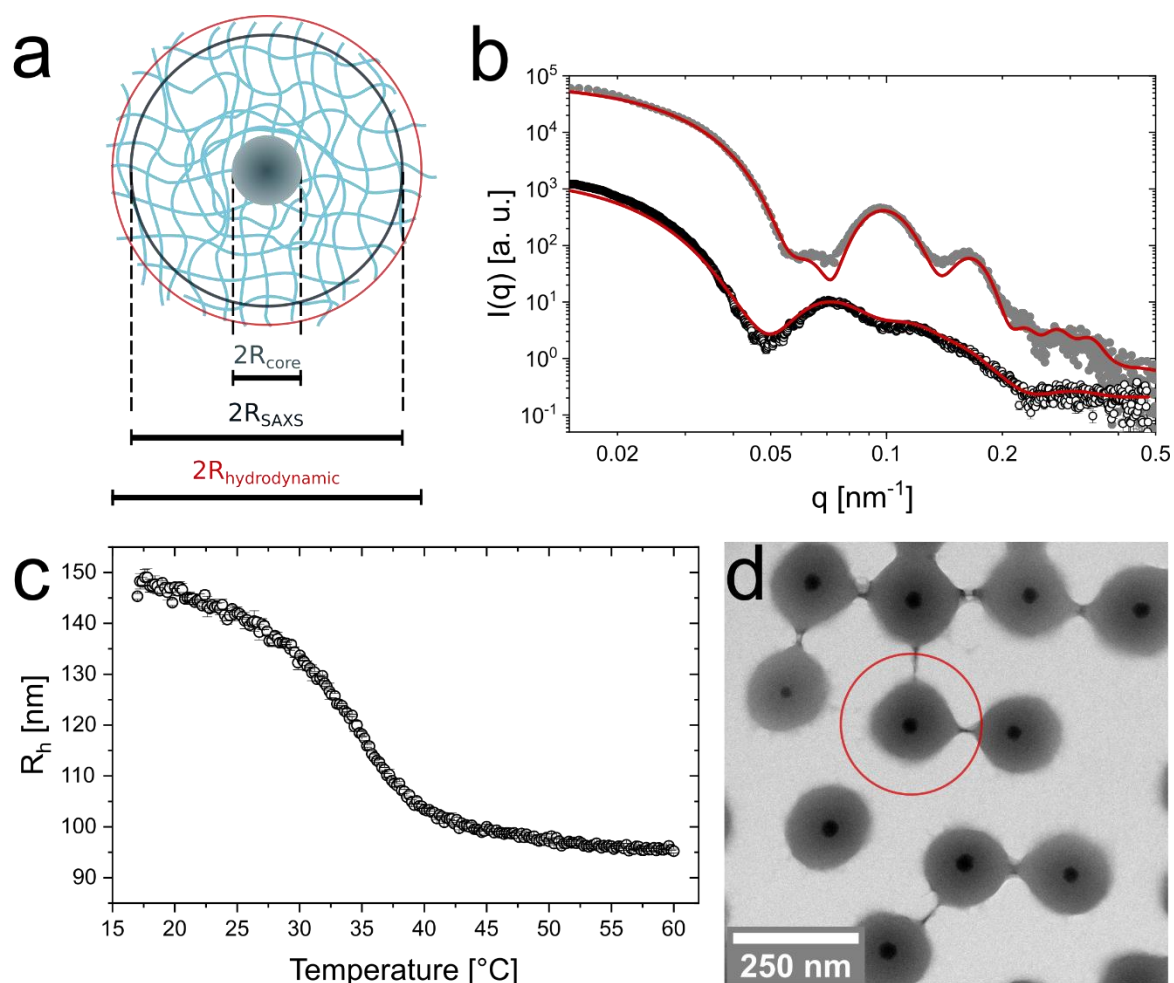 a
2R_core
2R_SAXS
2R_hydrodynamic
b
10^5
10^4
10^3
10^2
10^1
10^0
10^-1
I(q) [a. u.]
0.02 0.05 0.1 0.2 0.5
q [nm^-1]
c
150
140
130
120
110
100
90
R_h [nm]
15 20 25 30 35 40 45 50 55 60
Temperature [°C]
d
250 nm